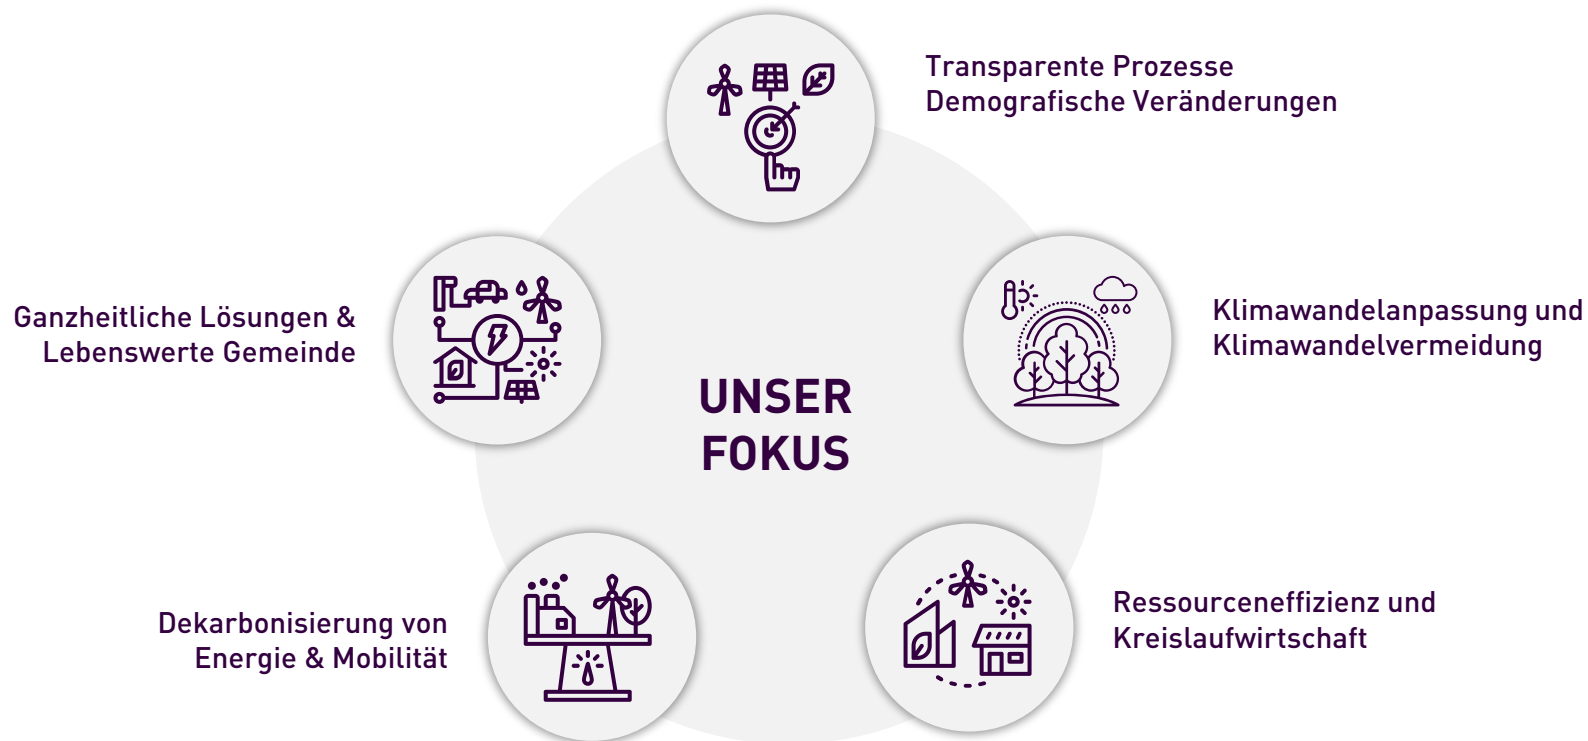 Transparente Prozesse
Demografische Veränderungen
Ganzheitliche Lösungen &
Lebenswerte Gemeinde
Klimawandelanpassung und
Klimawandelvermeidung
UNSER
FOKUS
Dekarbonisierung von
Energie & Mobilität
Ressourceneffizienz und
Kreislaufwirtschaft